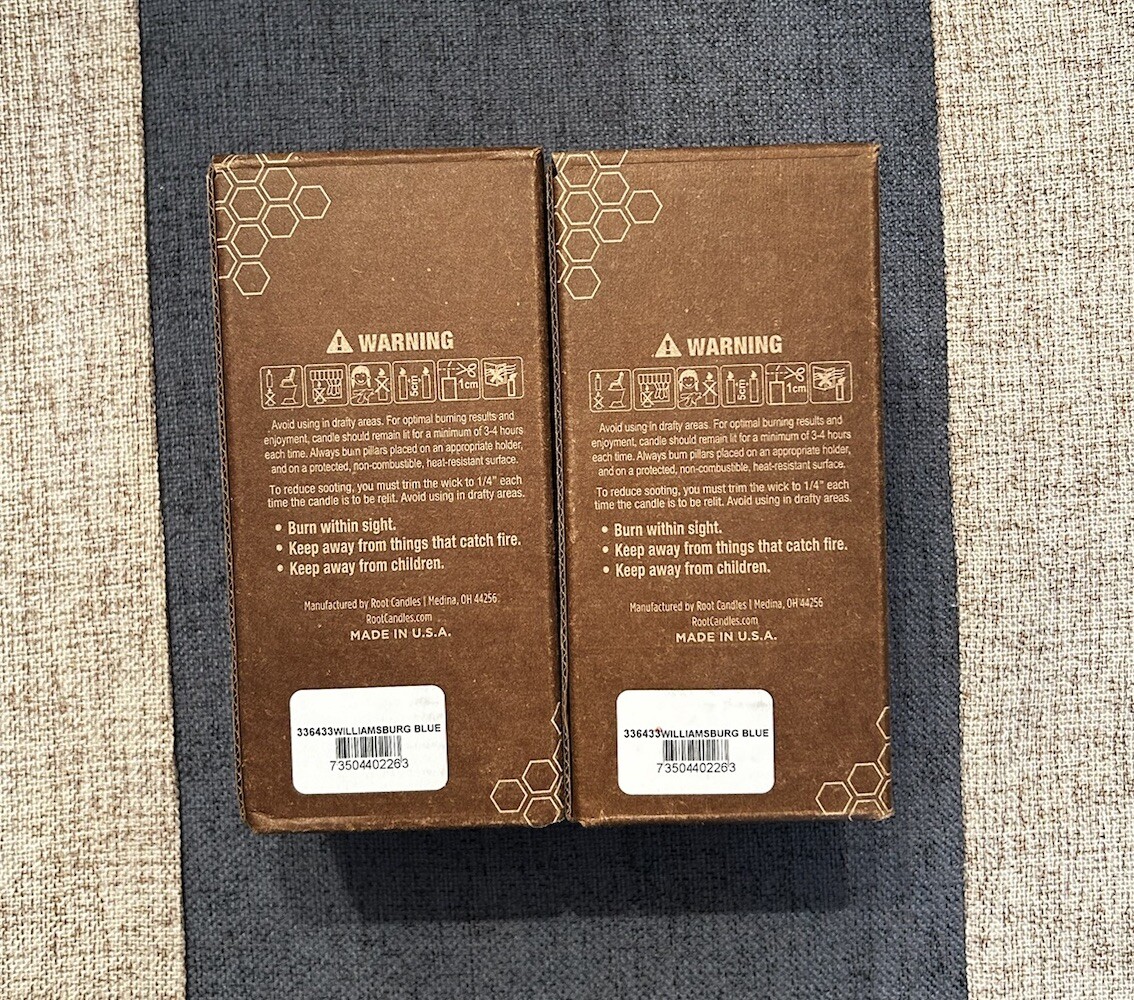 WARNING
5cm
1cm
Avoid using in drafty areas. For optimal burning results and
enjoyment, candle should remain lit for a minimum of 3-4 hours
each time. Always burn pillars placed on an appropriate holder,
and on a protected, non-combustible, heat-resistant surface.
To reduce sooting, you must trim the wick to 1/4” each
time the candle is to be relit. Avoid using in drafty areas.
• Burn within sight.
• Keep away from things that catch fire.
• Keep away from children.
Manufactured by Root Candles | Medina, OH 44256
RootCandles.com
MADE IN U.S.A.
336433WILLIAMSBURG BLUE
73504402263
WARNING
5cm
1cm
Avoid using in drafty areas. For optimal burning results and
enjoyment, candle should remain lit for a minimum of 3-4 hours
each time. Always burn pillars placed on an appropriate holder,
and on a protected, non-combustible, heat-resistant surface.
To reduce sooting, you must trim the wick to 1/4” each
time the candle is to be relit. Avoid using in drafty areas.
• Burn within sight.
• Keep away from things that catch fire.
• Keep away from children.
Manufactured by Root Candles | Medina, OH 44256
RootCandles.com
MADE IN U.S.A.
336433WILLIAMSBURG BLUE
73504402263